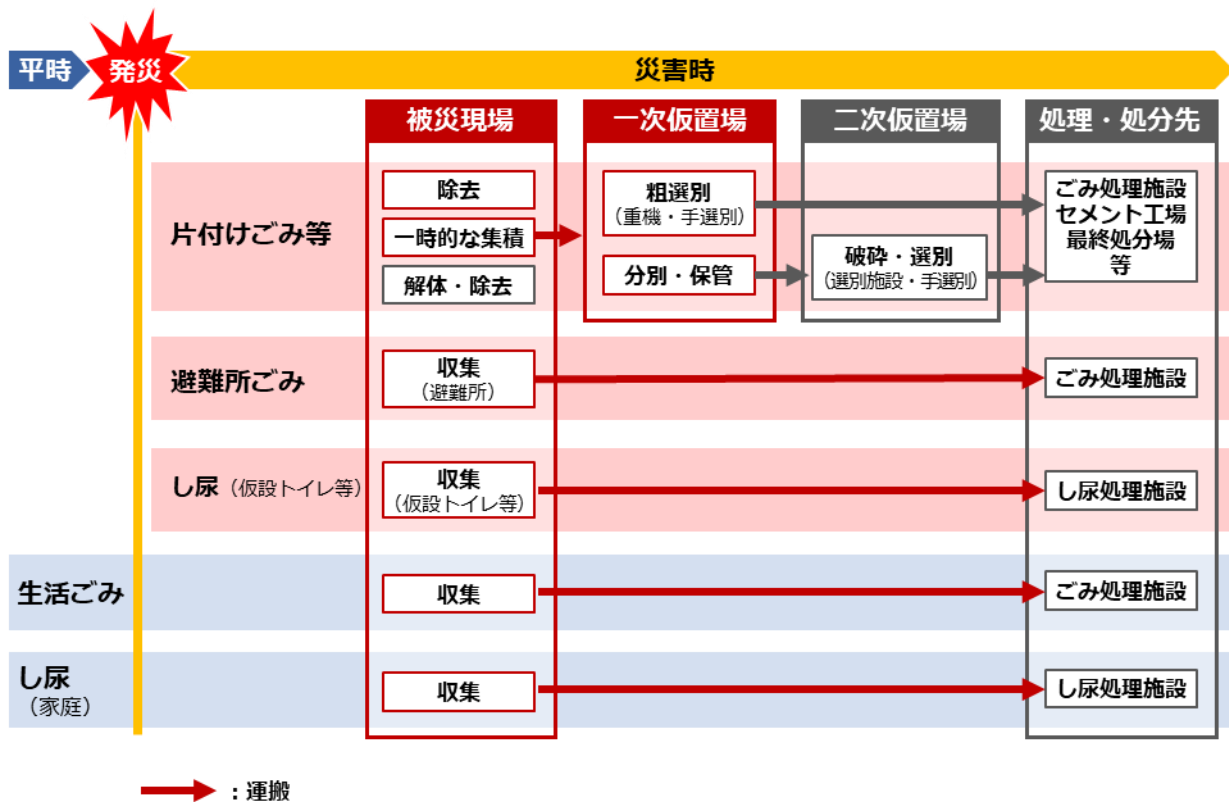 平時
発災
災害時
被災現場
一次仮置場
二次仮置場
処理・処分先
片付けごみ等
除去
一時的な集積
解体・除去
粗選別
（重機・手選別）
分別・保管
破砕・選別
（選別施設・手選別）
ごみ処理施設
セメント工場
最終処分場
等
避難所ごみ
収集
（避難所）
ごみ処理施設
し尿（仮設トイレ等）
収集
（仮設トイレ等）
し尿処理施設
生活ごみ
収集
ごみ処理施設
し尿
（家庭）
収集
し尿処理施設
：運搬